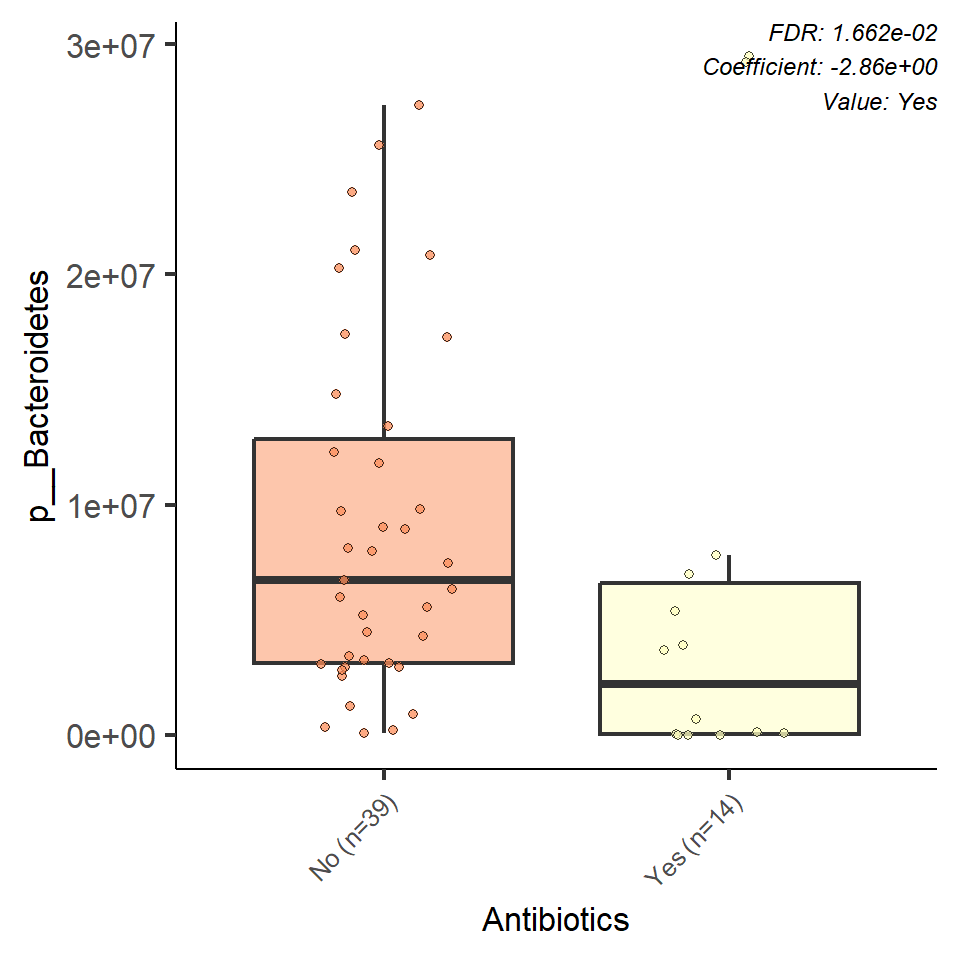 FDR: 1.662e-02
Coefficient: -2.86e+00
Value: Yes
3e+07
2e+07
1e+07
0e+00
p__Bacteroidetes
No (n=39)
Yes (n=14)
Antibiotics